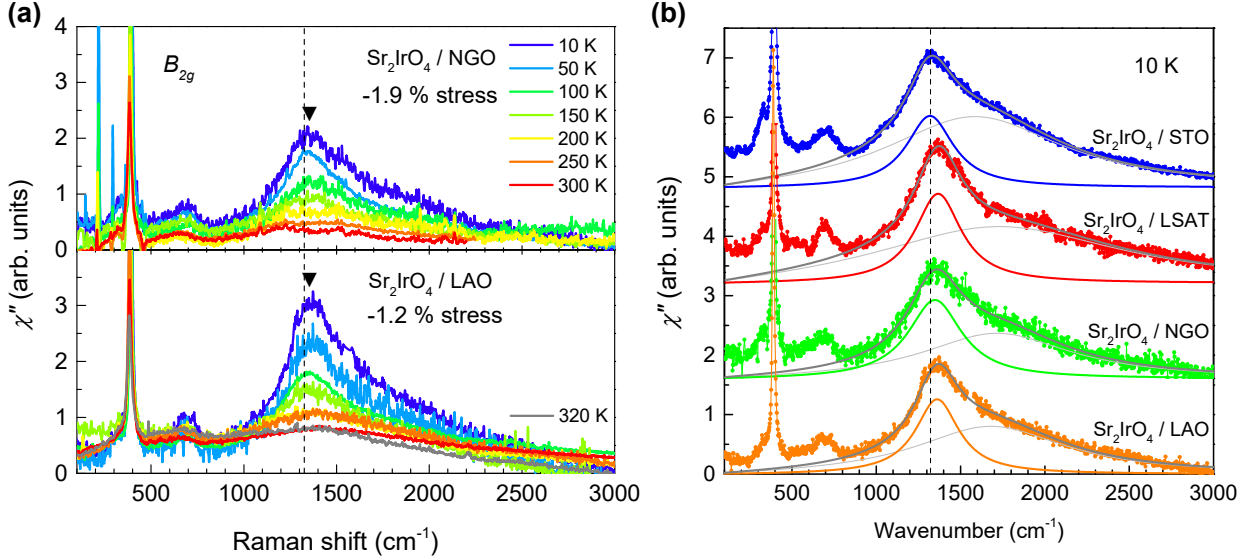 (a)
4
3
2
1
0
B2g
Sr2IrO4 / NGO
-1.9 % stress
10 K
50 K
100 K
150 K
200 K
250 K
300 K
3
2
1
0
Sr2IrO4 / LAO
-1.2 % stress
320 K
500 1000 1500 2000 2500 3000
Raman shift (cm-1)
χ″ (arb. units)
(b)
7
6
5
4
3
2
1
0
10 K
Sr2IrO4 / STO
Sr2IrO4 / LSAT
Sr2IrO4 / NGO
Sr2IrO4 / LAO
500 1000 1500 2000 2500 3000
Wavenumber (cm-1)
χ″ (arb. units)